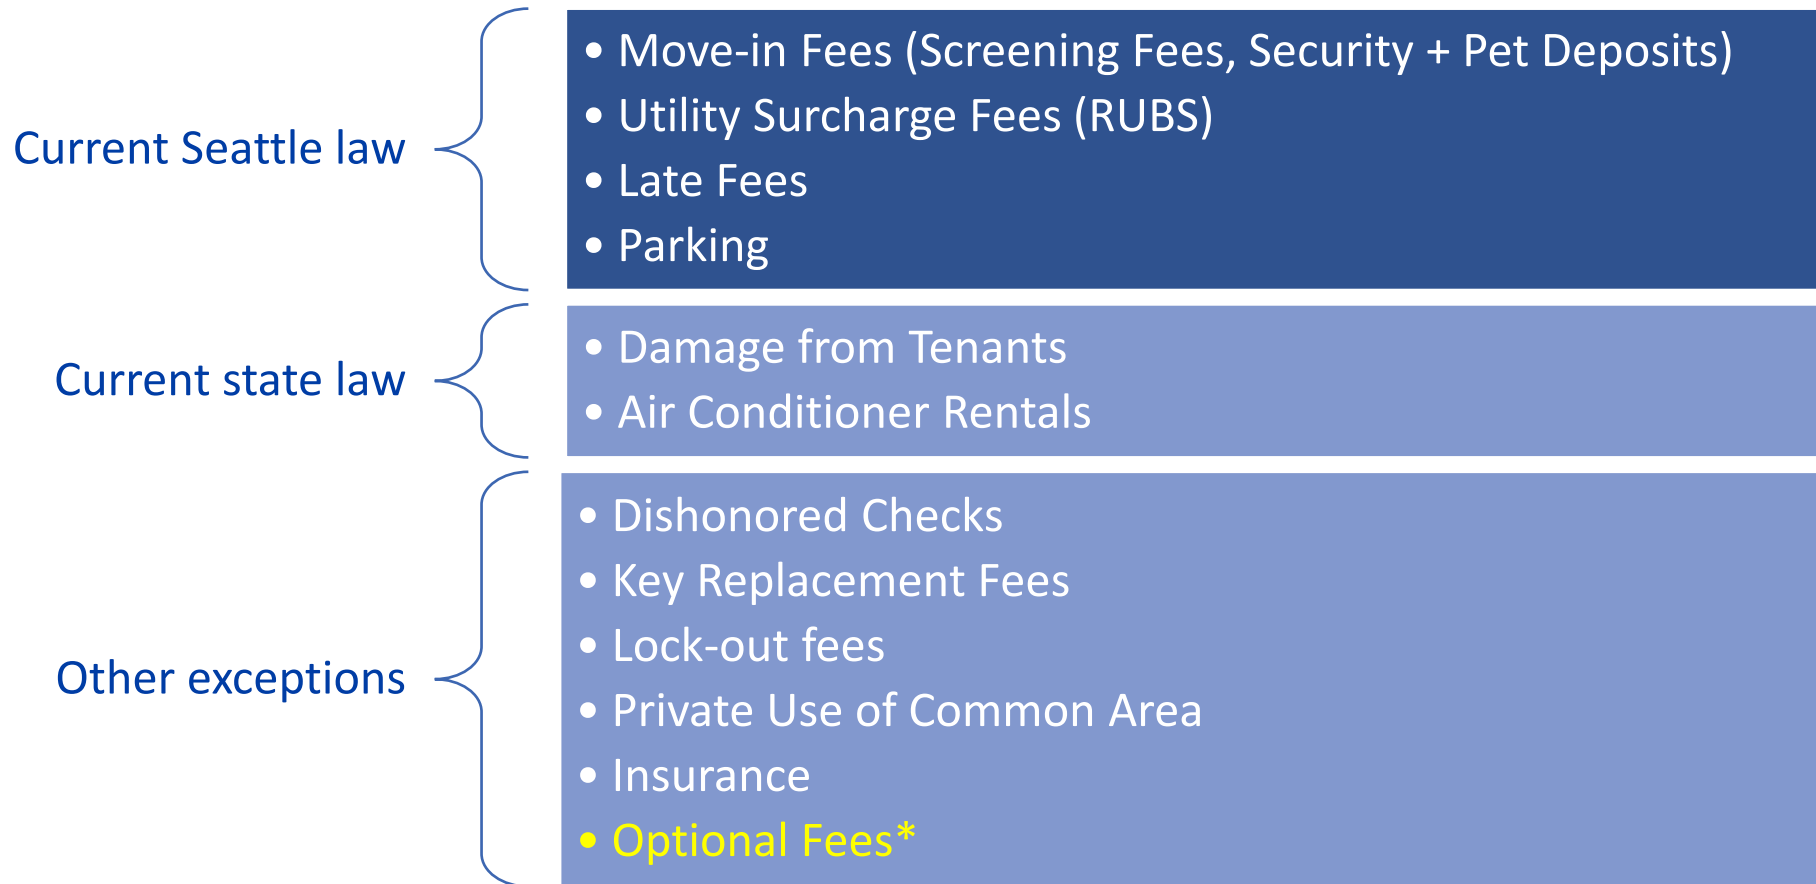 Current Seattle law
• Move-in Fees (Screening Fees, Security + Pet Deposits)
• Utility Surcharge Fees (RUBS)
• Late Fees
• Parking
Current state law
• Damage from Tenants
• Air Conditioner Rentals
Other exceptions
• Dishonored Checks
• Key Replacement Fees
• Lock-out fees
• Private Use of Common Area
• Insurance
• Optional Fees*